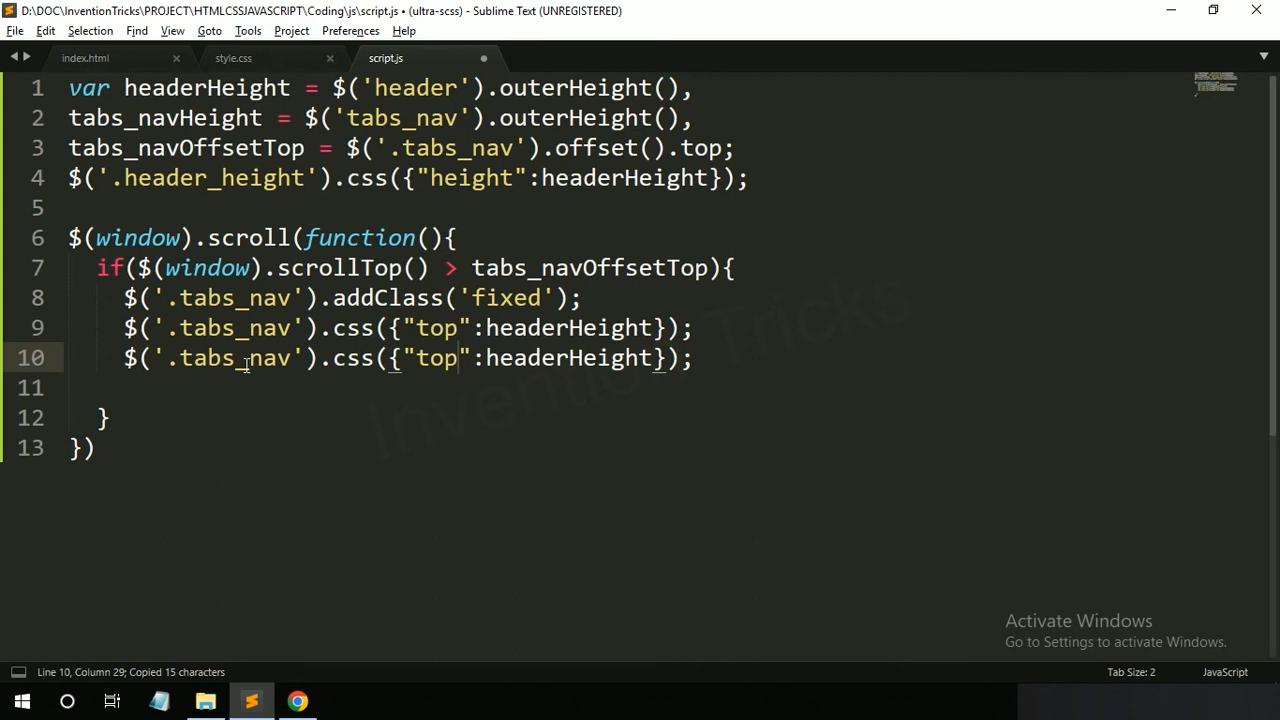 D:\DOC\InventionTricks\PROJECT\HTMLCSSJAVASCRIPT\Coding\js\script.js • (ultra-scss) - Sublime Text (UNREGISTERED)
File Edit Selection Find View Goto Tools Project Preferences Help
index.html style.css script.js
1 var headerHeight = $('header').outerHeight(),
2 tabs_navHeight = $('tabs_nav').outerHeight(),
3 tabs_navOffsetTop = $('.tabs_nav').offset().top;
4 $('.header_height').css({"height":headerHeight});
5
6 $(window).scroll(function(){
7 if($(window).scrollTop() > tabs_navOffsetTop){
8 $('.tabs_nav').addClass('fixed');
9 $('.tabs_nav').css({"top":headerHeight});
10 $('.tabs_nav').css({"top":headerHeight});
11
12 }
13 })
Invention Tricks
Activate Windows
Go to Settings to activate Windows.
Line 10, Column 29; Copied 15 characters Tab Size: 2 JavaScript